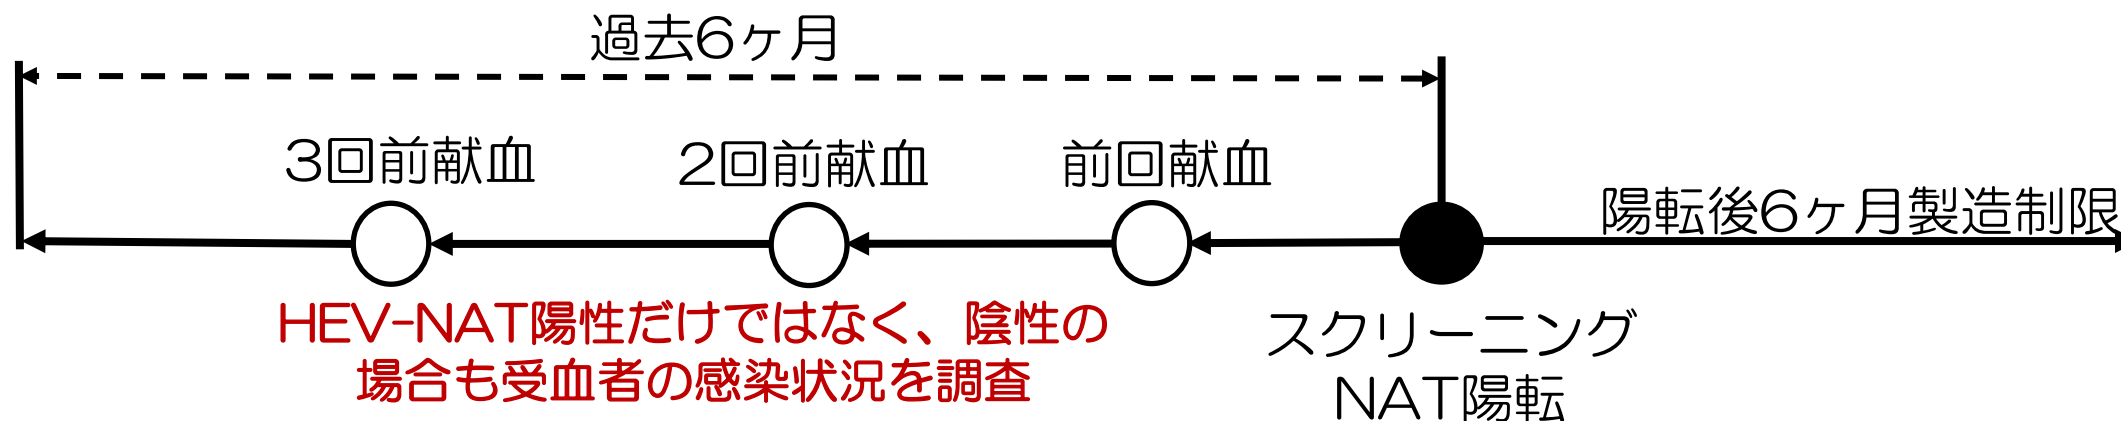 過去6ヶ月
3回前献血
2回前献血
前回献血
陽転後6ヶ月製造制限
HEV-NAT陽性だけではなく、陰性の
場合も受血者の感染状況を調査
スクリーニング
NAT陽転